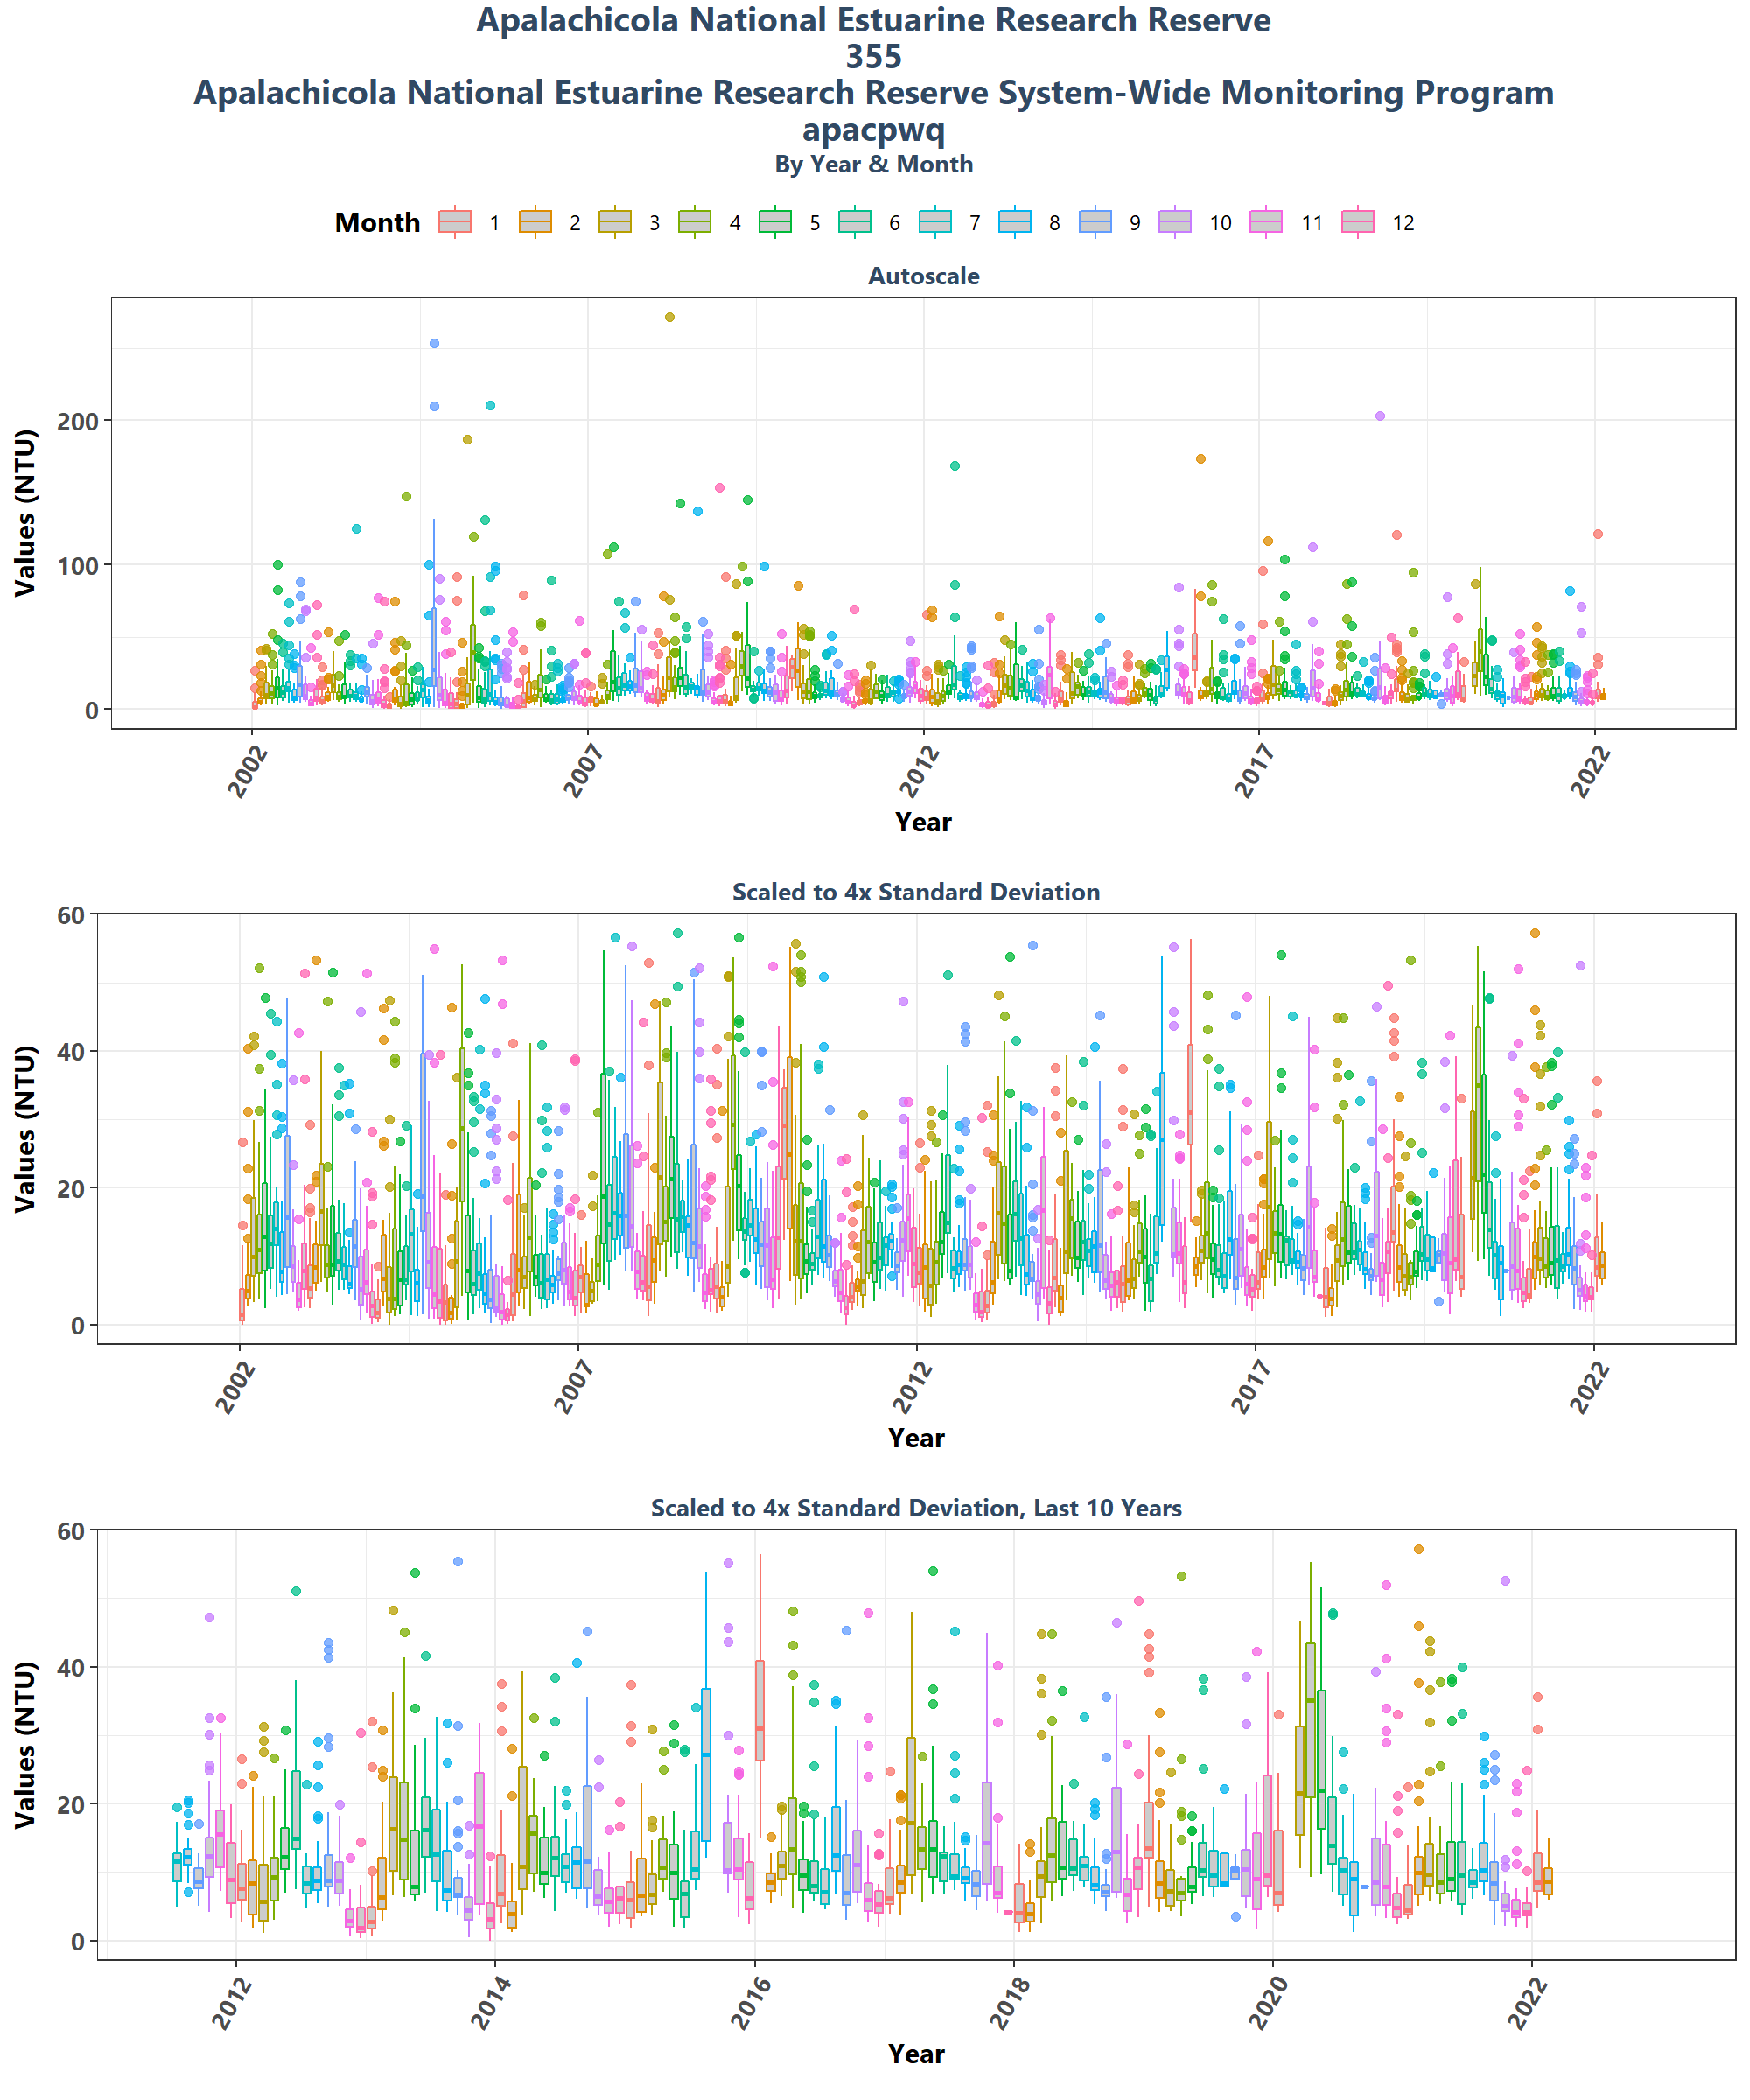 Apalachicola National Estuarine Research Reserve
355
Apalachicola National Estuarine Research Reserve System-Wide Monitoring Program
apacpwq
By Year & Month
Month 1 2 3 4 5 6 7 8 9 10 11 12
Autoscale
Values (NTU)
200
100
0
2002 2007 2012 2017 2022
Year
Scaled to 4x Standard Deviation
Values (NTU)
60
40
20
0
2002 2007 2012 2017 2022
Year
Scaled to 4x Standard Deviation, Last 10 Years
Values (NTU)
60
40
20
0
2012 2014 2016 2018 2020 2022
Year